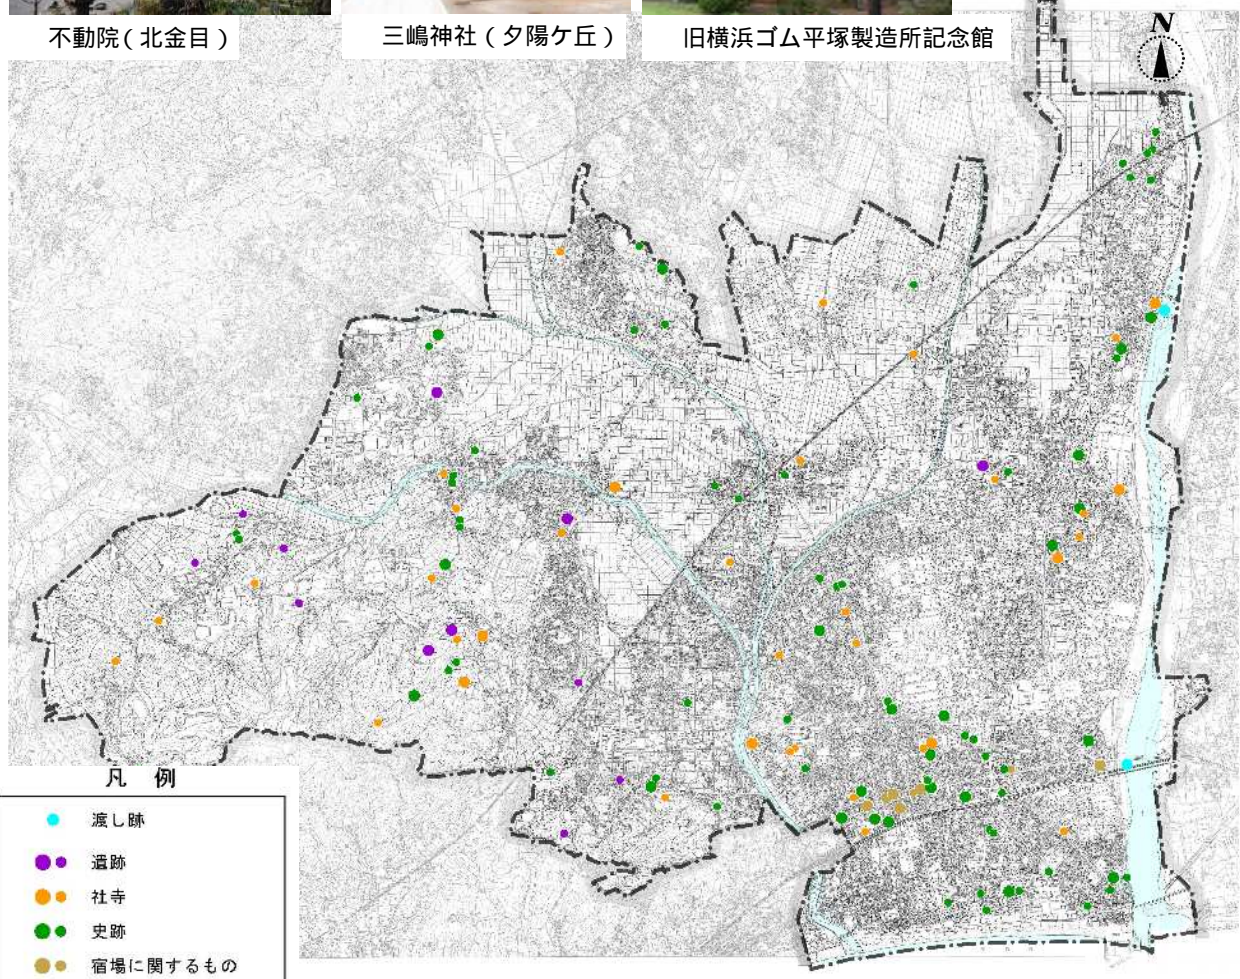 不動院(北金目)
三嶋神社(夕陽ケ丘)
旧横浜ゴム平塚製造所記念館
N
凡 例
渡し跡
遺跡
社寺
史跡
宿場に関するもの